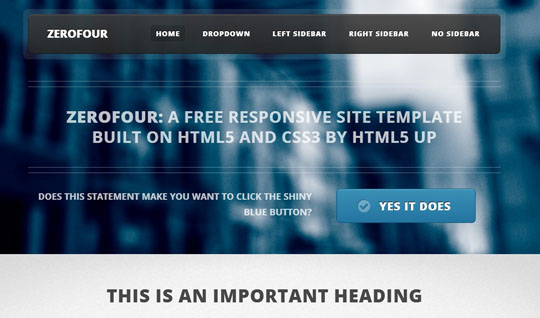 ZEROFOUR HOME DROPDOWN LEFT SIDEBAR RIGHT SIDEBAR NO SIDEBAR
ZEROFOUR: A FREE RESPONSIVE SITE TEMPLATE
BUILT ON HTML5 AND CSS3 BY HTML5 UP
DOES THIS STATEMENT MAKE YOU WANT TO CLICK THE SHINY
BLUE BUTTON?
YES IT DOES
THIS IS AN IMPORTANT HEADING